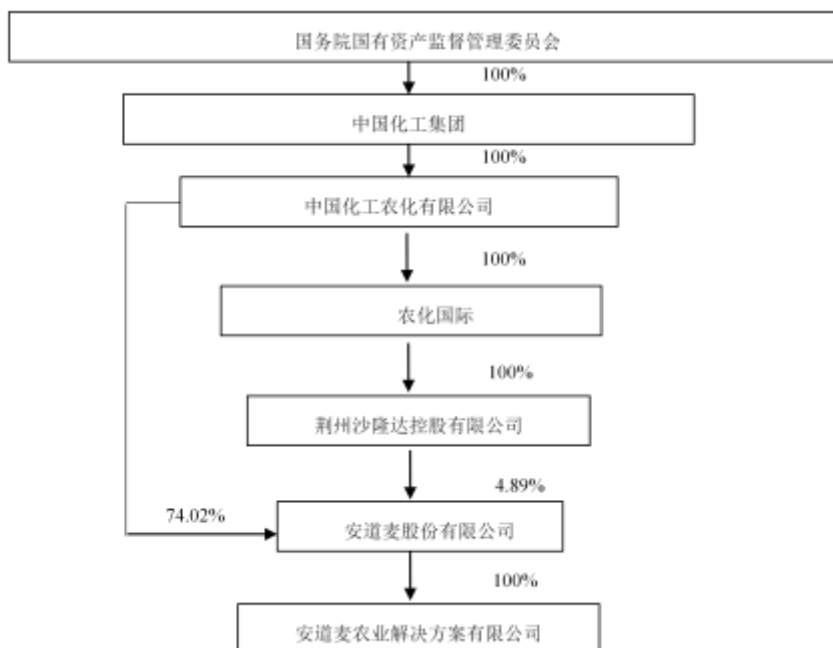 国务院国有资产监督管理委员会
100%
中国化工集团
100%
中国化工农化有限公司
100%
农化国际
100%
荆州沙隆达控股有限公司
4.89%
74.02%
安道麦股份有限公司
100%
安道麦农业解决方案有限公司